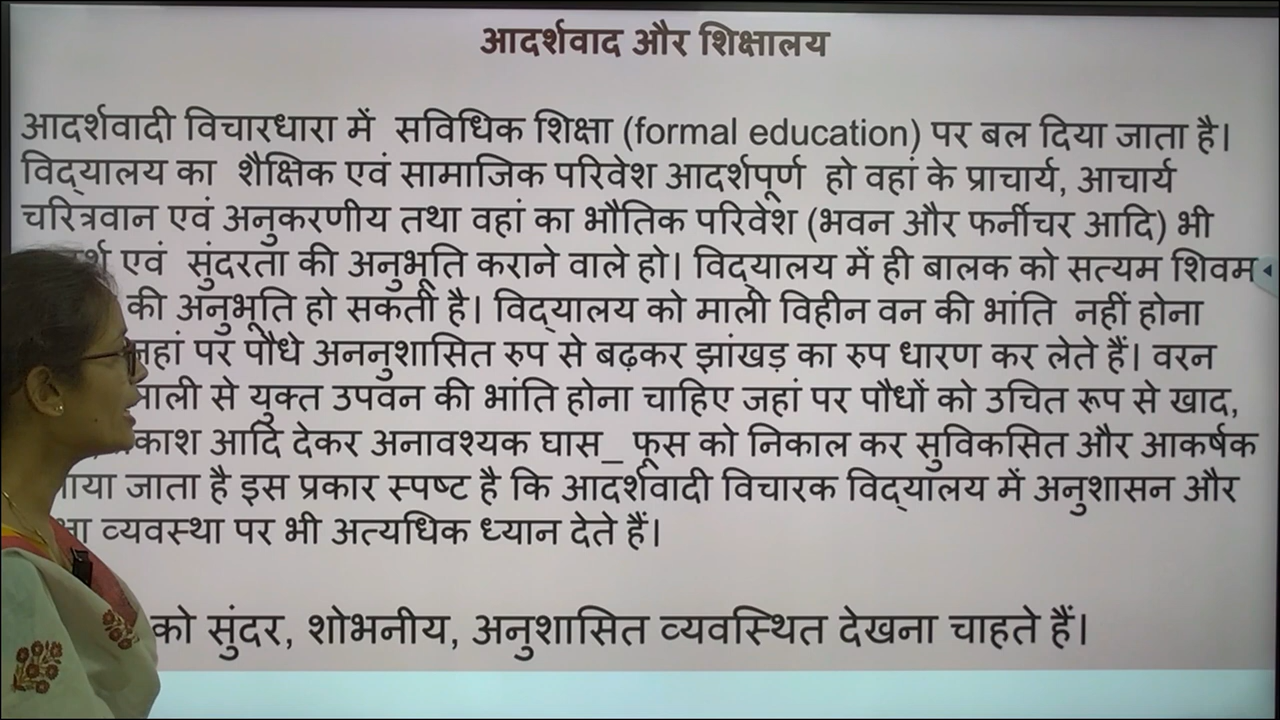 आदर्शवाद और शिक्षालय
आदर्शवादी विचारधारा में सविधिक शिक्षा (formal education) पर बल दिया जाता है।
विद्यालय का शैक्षिक एवं सामाजिक परिवेश आदर्शपूर्ण हो वहां के प्राचार्य, आचार्य
चरित्रवान एवं अनुकरणीय तथा वहां का भौतिक परिवेश (भवन और फर्नीचर आदि) भी
एवं सुंदरता की अनुभूति कराने वाले हो। विद्यालय में ही बालक को सत्यम शिवम
की अनुभूति हो सकती है। विद्यालय को माली विहीन वन की भांति नहीं होना
जहां पर पौधे अननुशासित रुप से बढ़कर झांखड़ का रुप धारण कर लेते हैं। वरन
माली से युक्त उपवन की भांति होना चाहिए जहां पर पौधों को उचित रूप से खाद,
आदि देकर अनावश्यक घास_ फूस को निकाल कर सुविकसित और आकर्षक
जाता है इस प्रकार स्पष्ट है कि आदर्शवादी विचारक विद्यालय में अनुशासन और
व्यवस्था पर भी अत्यधिक ध्यान देते हैं।
को सुंदर, शोभनीय, अनुशासित व्यवस्थित देखना चाहते हैं।